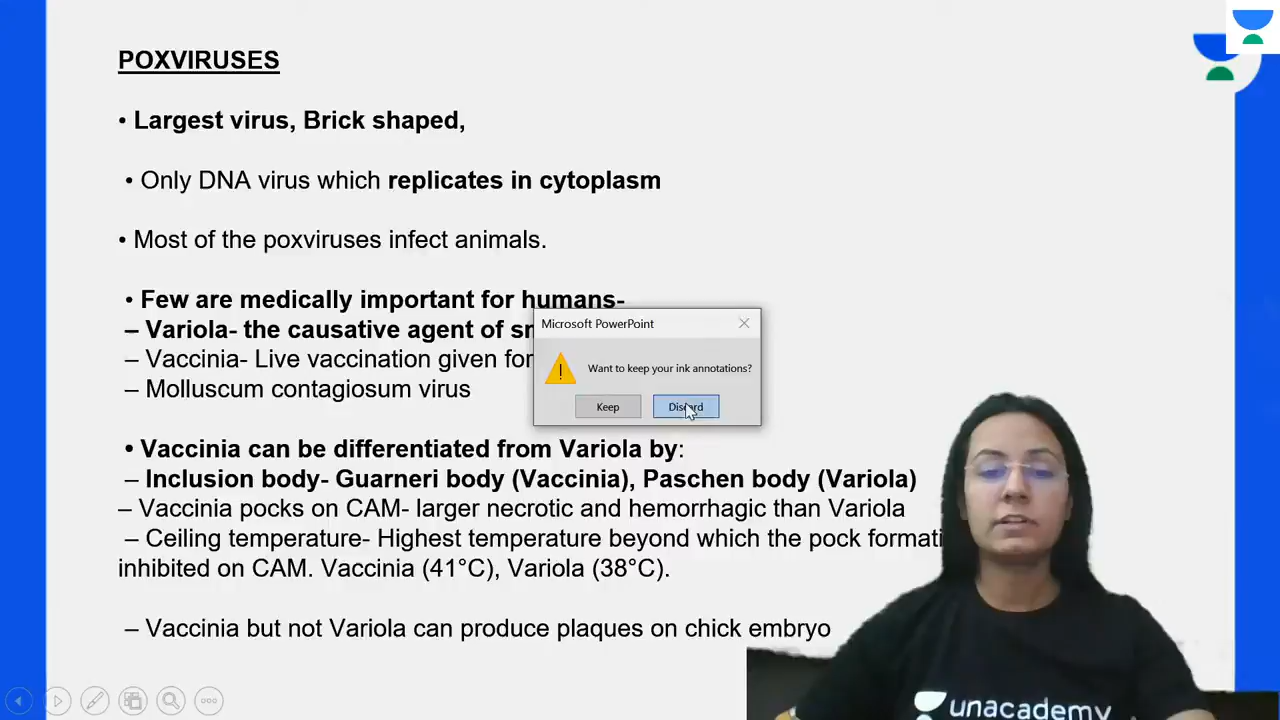 POXVIRUSES
• Largest virus, Brick shaped,
• Only DNA virus which replicates in cytoplasm
• Most of the poxviruses infect animals.
• Few are medically important for humans-
– Variola- the causative agent of
– Vaccinia- Live vaccination given for
– Molluscum contagiosum virus
Microsoft PowerPoint
Want to keep your ink annotations?
Keep
Discard
• Vaccinia can be differentiated from Variola by:
– Inclusion body- Guarneri body (Vaccinia), Paschen body (Variola)
– Vaccinia pocks on CAM- larger necrotic and hemorrhagic than Variola
– Ceiling temperature- Highest temperature beyond which the pock
inhibited on CAM. Vaccinia (41°C), Variola (38°C).
– Vaccinia but not Variola can produce plaques on chick embryo
unacademy